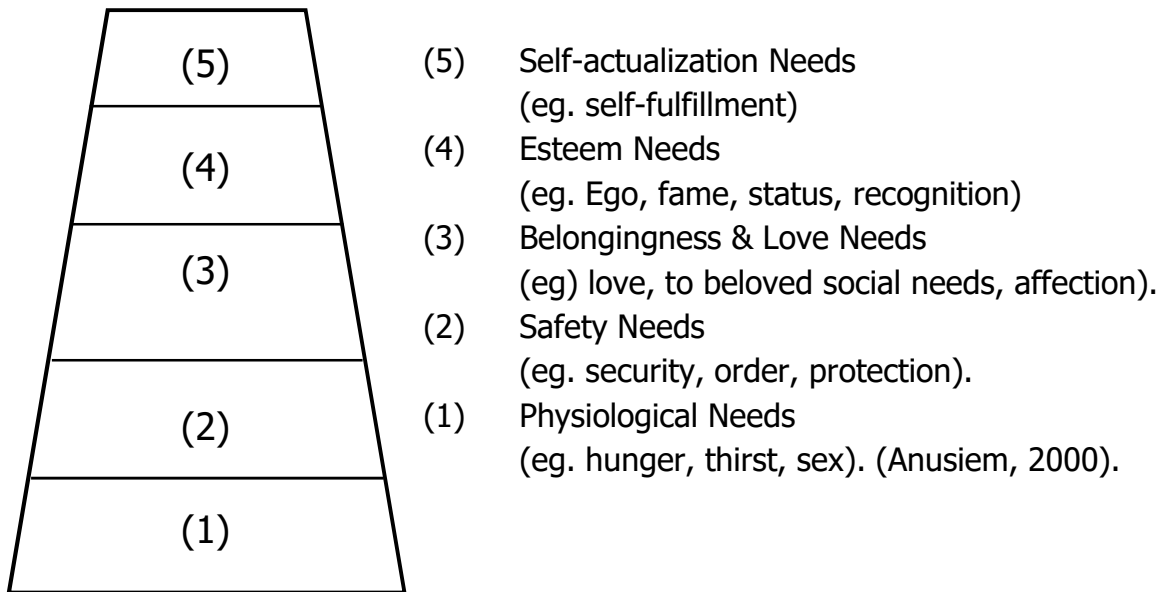 (5) (5) Self-actualization Needs
(eg. self-fulfillment)
(4) (4) Esteem Needs
(eg. Ego, fame, status, recognition)
(3) (3) Belongingness & Love Needs
(eg) love, to beloved social needs, affection).
(2) Safety Needs
(eg. security, order, protection).
(2) (1) Physiological Needs
(eg. hunger, thirst, sex). (Anusiem, 2000).
(1)